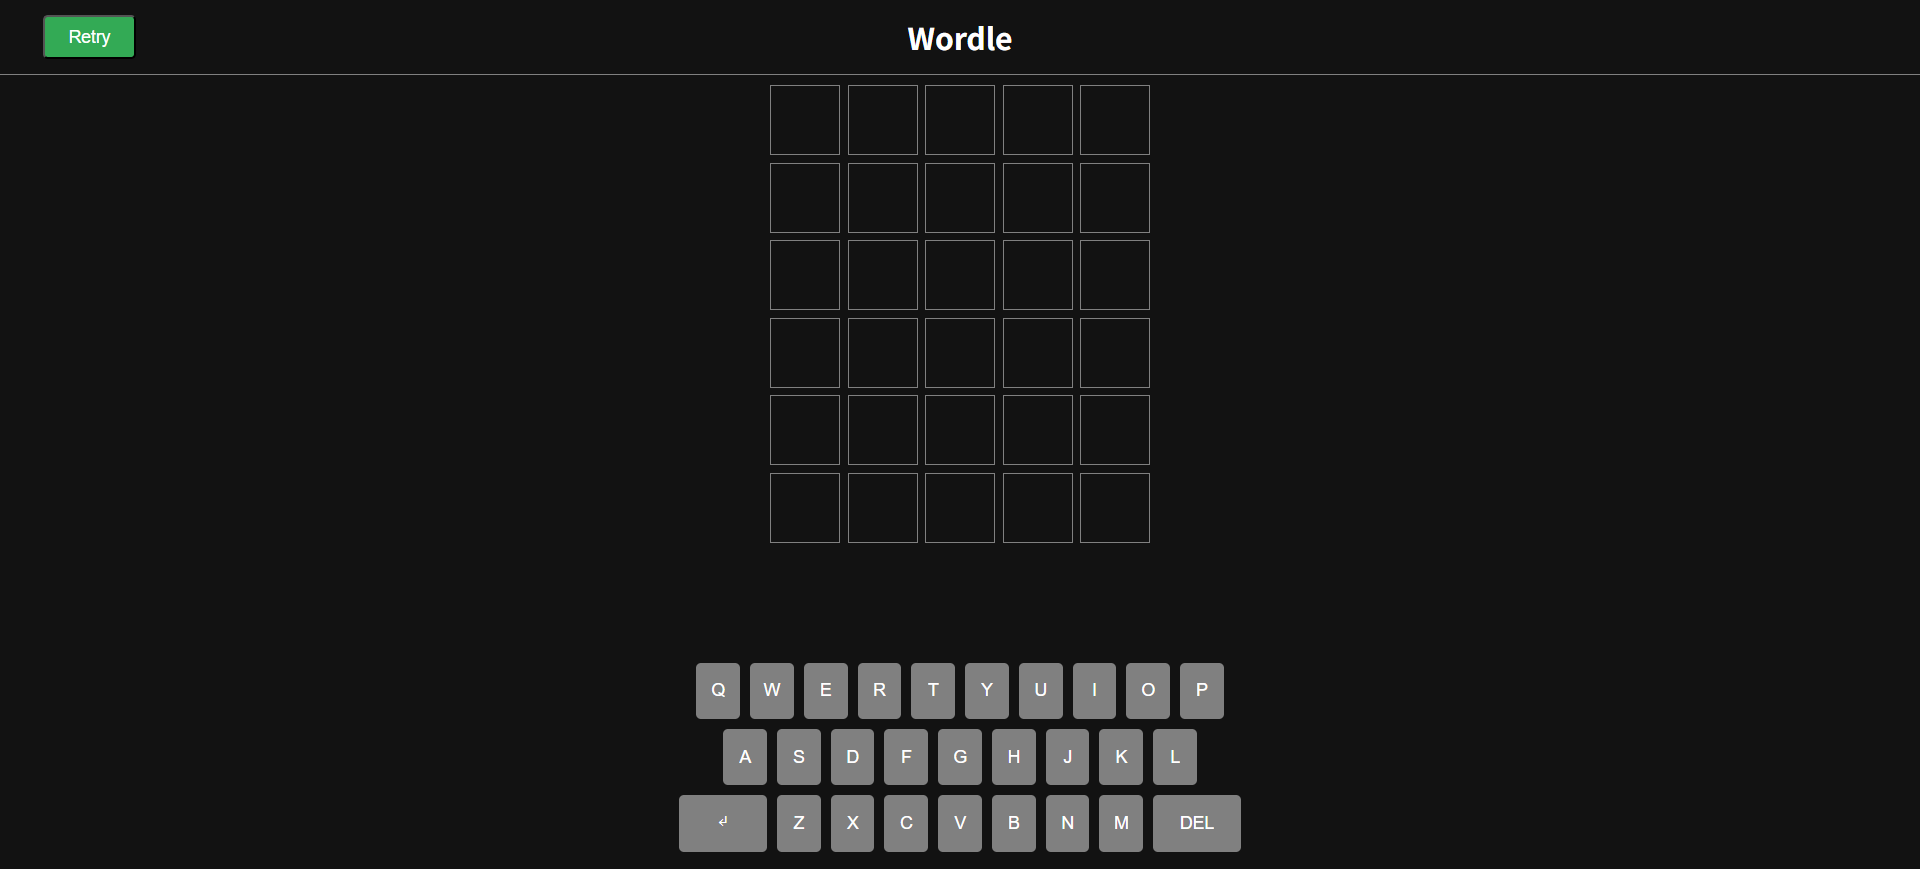 Retry
Wordle
Q W E R T Y U I O P
A S D F G H J K L
↲ Z X C V B N M DEL